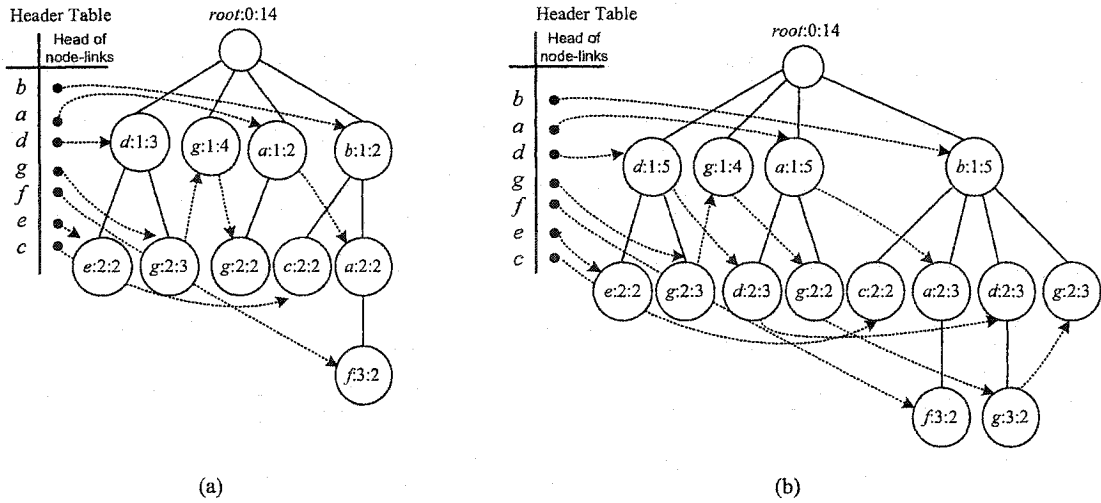 Header Table
root:0:14
Head of
node-links
b
a
d
g
f
e
c
d:1:3
g:1:4
a:1:2
b:1:2
e:2:2
g:2:3
g:2:2
c:2:2
a:2:2
f:3:2
(a)
Header Table
root:0:14
Head of
node-links
b
a
d
g
f
e
c
d:1:5
g:1:4
a:1:5
b:1:5
e:2:2
g:2:3
d:2:3
g:2:2
c:2:2
a:2:3
d:2:3
g:2:3
f:3:2
g:3:2
(b)